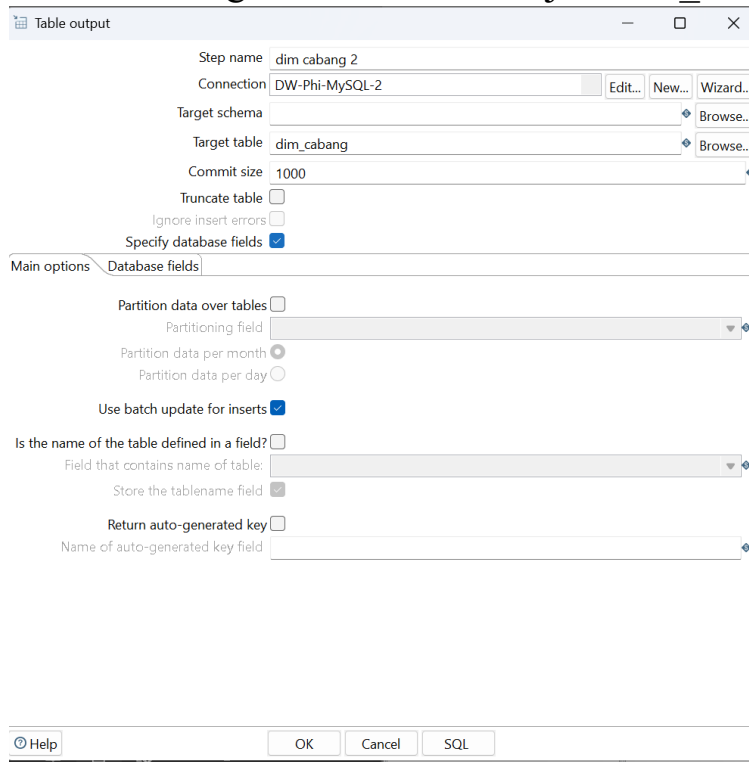 Table output
Step name dim cabang 2
Connection DW-Phi-MySQL-2 Edit... New... Wizard..
Target schema Browse..
Target table dim_cabang Browse..
Commit size 1000
Truncate table
Ignore insert errors
Specify database fields
Main options Database fields
Partition data over tables
Partitioning field
Partition data per month
Partition data per day
Use batch update for inserts
Is the name of the table defined in a field?
Field that contains name of table:
Store the tablename field
Return auto-generated key
Name of auto-generated key field
Help OK Cancel SQL